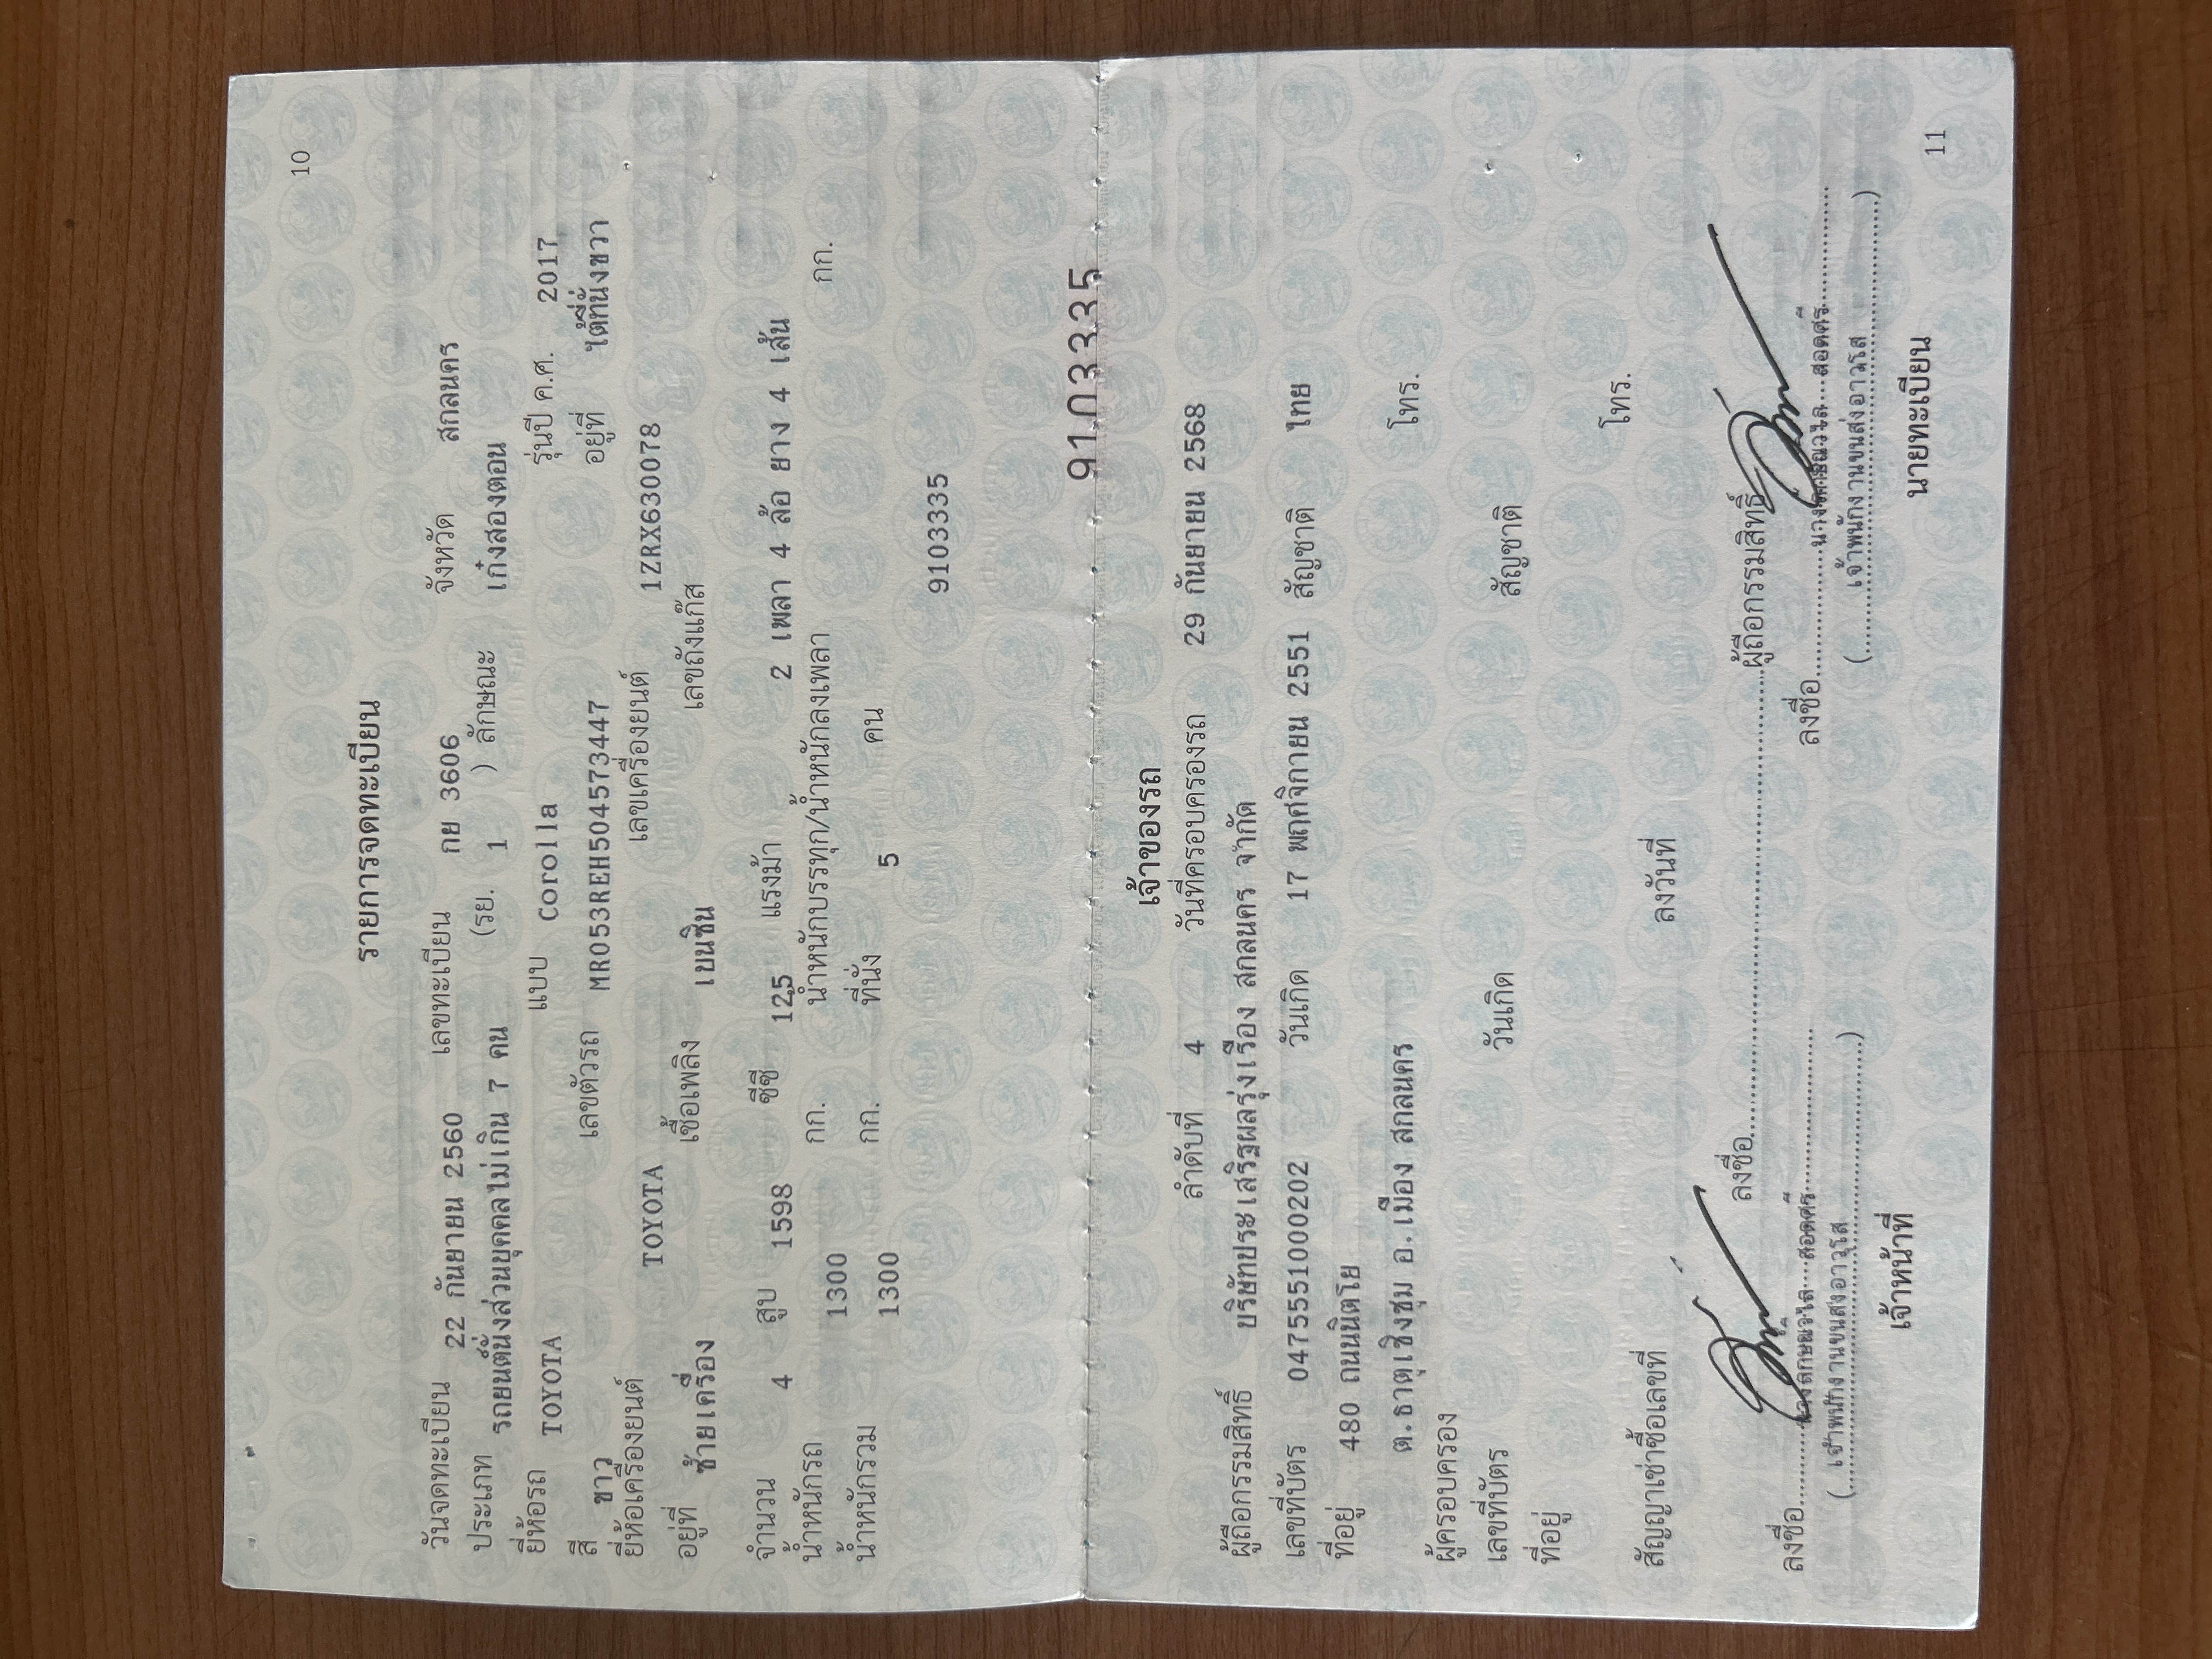 10
รายการจดทะเบียน
วันจดทะเบียน 22 กันยายน 2560 เลขทะเบียน กย 3606 จังหวัด สกลนคร
ประเภท รถยนต์นั่งส่วนบุคคลไม่เกิน 7 คน (รย. 1 ) ลักษณะ เก๋งสองตอน
ยี่ห้อรถ TOYOTA แบบ Corolla รุ่นปี ค.ศ. 2017
สี ขาว เลขตัวรถ MR053REH504573447 อยู่ที่ ใต้ที่นั่งขวา
ยี่ห้อเครื่องยนต์ TOYOTA เลขเครื่องยนต์ 1ZRX630078
อยู่ที่ ซ้ายเครื่อง เชื้อเพลิง เบนซิน เลขถังแก๊ส
จำนวน 4 สูบ 1598 ซีซี 125 แรงม้า 2 เพลา 4 ล้อ ยาง 4 เส้น
น้ำหนักรถ 1300 กก. น้ำหนักบรรทุก/น้ำหนักลงเพลา กก.
น้ำหนักรวม 1300 กก. ที่นั่ง 5 คน
9103335
9103335
เจ้าของรถ
ลำดับที่ 4 วันที่ครอบครองรถ 29 กันยายน 2568
ผู้ถือกรรมสิทธิ์ บริษัทประเสริฐผลรุ่งเรือง สกลนคร จำกัด
เลขที่บัตร 0475551000202 วันเกิด 17 พฤศจิกายน 2551 สัญชาติ ไทย
ที่อยู่ 480 ถนนนิตโย
ต.ธาตุเชิงชุม อ.เมือง สกลนคร โทร.
ผู้ครอบครอง
เลขที่บัตร วันเกิด สัญชาติ
ที่อยู่
โทร.
สัญญาเช่าซื้อเลขที่ ลงวันที่
ลงชื่อ ผู้ถือกรรมสิทธิ์
ลงชื่อ ลงชื่อ
(เจ้าพนักงานขนส่งอาวุโส) (เจ้าพนักงานขนส่งอาวุโส)
เจ้าหน้าที่ นายทะเบียน
11